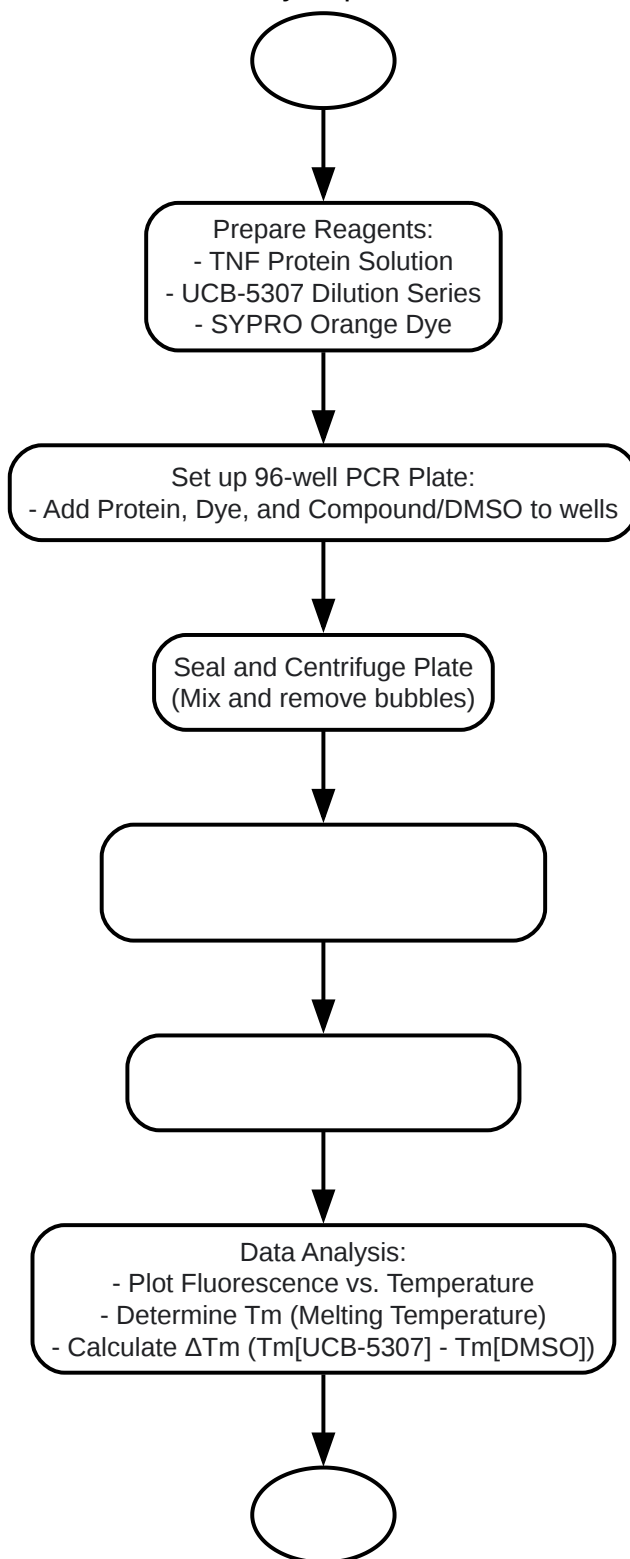 Prepare Reagents:
- TNF Protein Solution
- UCB-5307 Dilution Series
- SYPRO Orange Dye
Set up 96-well PCR Plate:
- Add Protein, Dye, and Compound/DMSO to wells
Seal and Centrifuge Plate
(Mix and remove bubbles)
Data Analysis:
- Plot Fluorescence vs. Temperature
- Determine Tm (Melting Temperature)
- Calculate ΔTm (Tm[UCB-5307] - Tm[DMSO])